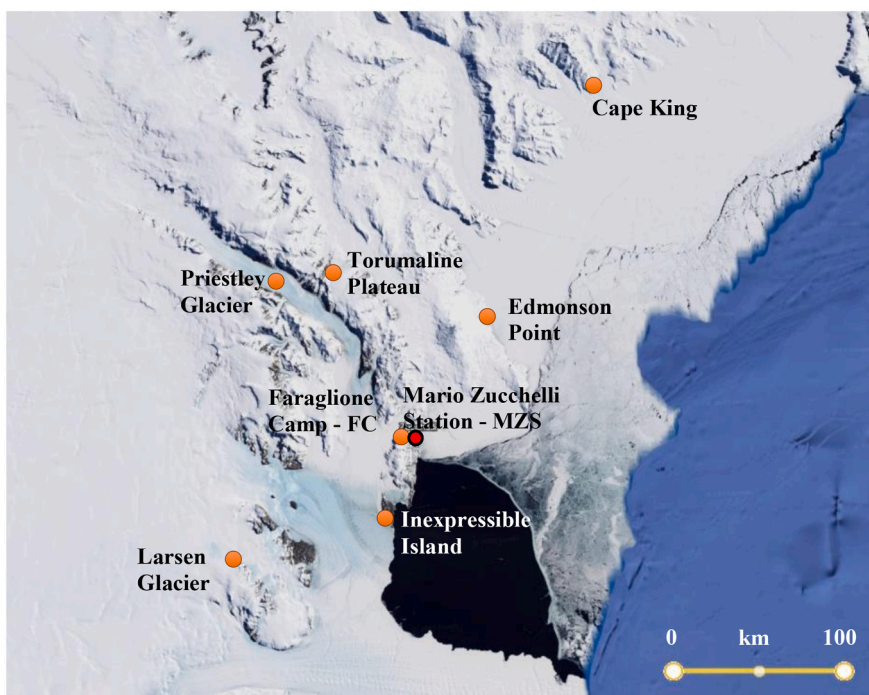 Cape King
Torumaline
Plateau
Priestley
Glacier
Edmonson
Point
Faraglione
Camp - FC
Mario Zucchelli
Station - MZS
Inexpressible
Island
Larsen
Glacier
0 km 100